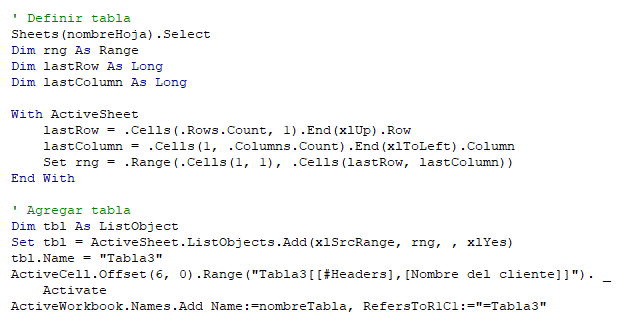 ' Definir tabla
Sheets(nombreHoja).Select
Dim rng As Range
Dim lastRow As Long
Dim lastColumn As Long
With ActiveSheet
    lastRow = .Cells(.Rows.Count, 1).End(xlUp).Row
    lastColumn = .Cells(1, .Columns.Count).End(xlToLeft).Column
    Set rng = .Range(.Cells(1, 1), .Cells(lastRow, lastColumn))
End With
' Agregar tabla
Dim tbl As ListObject
Set tbl = ActiveSheet.ListObjects.Add(xlSrcRange, rng, , xlYes)
tbl.Name = "Tabla3"
ActiveCell.Offset(6, 0).Range("Tabla3[[#Headers],[Nombre del cliente]]"). _
    Activate
ActiveWorkbook.Names.Add Name:=nombreTabla, RefersToR1C1:="=Tabla3"